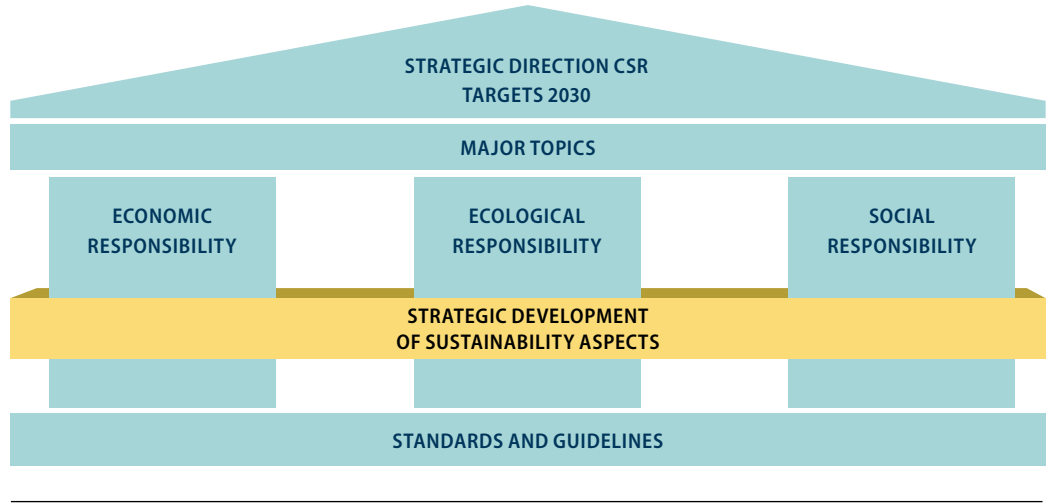 STRATEGIC DIRECTION CSR
TARGETS 2030
MAJOR TOPICS
ECONOMIC
RESPONSIBILITY
ECOLOGICAL
RESPONSIBILITY
SOCIAL
RESPONSIBILITY
STRATEGIC DEVELOPMENT
OF SUSTAINABILITY ASPECTS
STANDARDS AND GUIDELINES